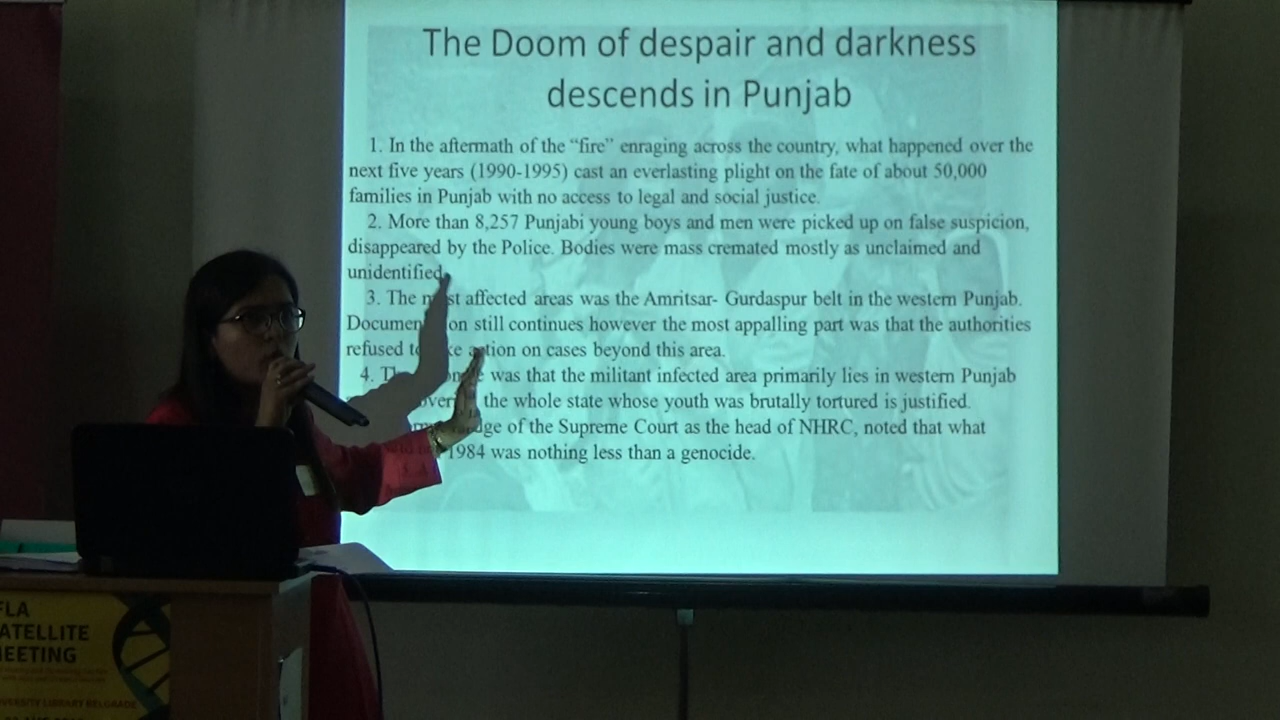 The Doom of despair and darkness
descends in Punjab
1. In the aftermath of the “fire” enraging across the country, what happened over the
next five years (1990-1995) cast an everlasting plight on the fate of about 50,000
families in Punjab with no access to legal and social justice.
2. More than 8,257 Punjabi young boys and men were picked up on false suspicion,
disappeared by the Police. Bodies were mass cremated mostly as unclaimed and
unidentified.
3. The most affected areas was the Amritsar- Gurdaspur belt in the western Punjab.
Documen on still continues however the most appalling part was that the authorities
refused to ke action on cases beyond this area.
4. was that the militant infected area primarily lies in western Punjab
the whole state whose youth was brutally tortured is justified.
of the Supreme Court as the head of NHRC, noted that what
1984 was nothing less than a genocide.
FLA
ATELLITE
EETING
VERSITY LIBRARY BELGRADE